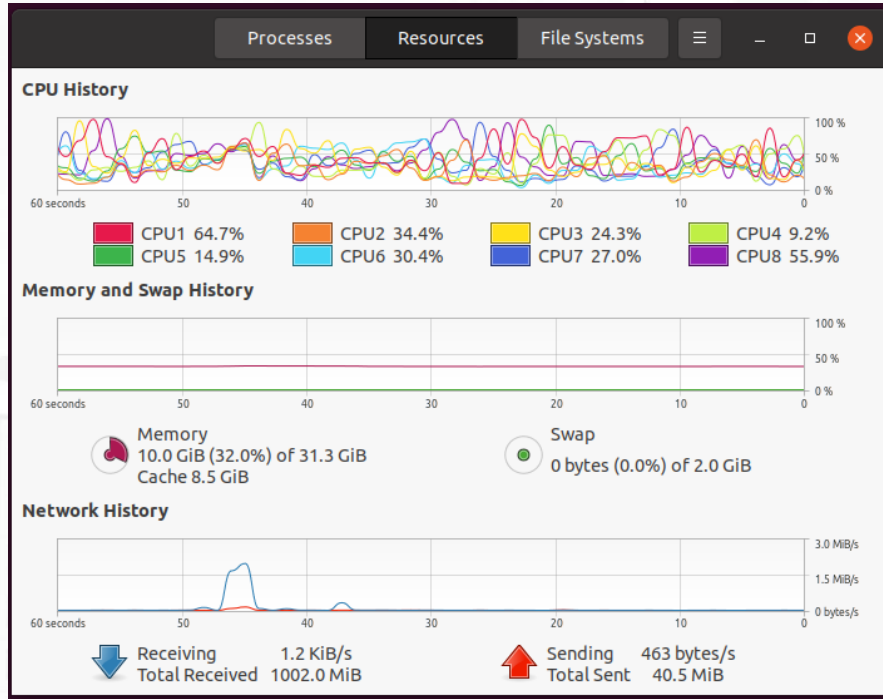 Processes Resources File Systems
CPU History
100 %
50 %
0 %
60 seconds 50 40 30 20 10 0
CPU1 64.7% CPU2 34.4% CPU3 24.3% CPU4 9.2%
CPU5 14.9% CPU6 30.4% CPU7 27.0% CPU8 55.9%
Memory and Swap History
100 %
50 %
0 %
60 seconds 50 40 30 20 10 0
Memory
10.0 GiB (32.0%) of 31.3 GiB
Cache 8.5 GiB
Swap
0 bytes (0.0%) of 2.0 GiB
Network History
3.0 MiB/s
1.5 MiB/s
0 bytes/s
60 seconds 50 40 30 20 10 0
Receiving 1.2 KiB/s
Total Received 1002.0 MiB
Sending 463 bytes/s
Total Sent 40.5 MiB